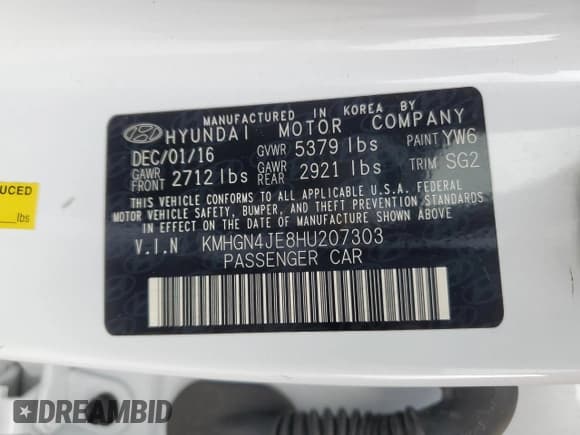 MANUFACTURED IN KOREA BY
HYUNDAI MOTOR COMPANY
DEC/01/16 GVWR 5379 lbs PAINT YW6
GAWR FRONT 2712 lbs GAWR REAR 2921 lbs TRIM SG2
THIS VEHICLE CONFORMS TO ALL APPLICABLE U.S.A. FEDERAL
MOTOR VEHICLE SAFETY, BUMPER, AND THEFT PREVENTION STANDARDS
IN EFFECT ON THE DATE OF MANUFACTURE SHOWN ABOVE.
V.I.N KMHGN4JE8HU207303
PASSENGER CAR
UCED
lbs
DREAMBID